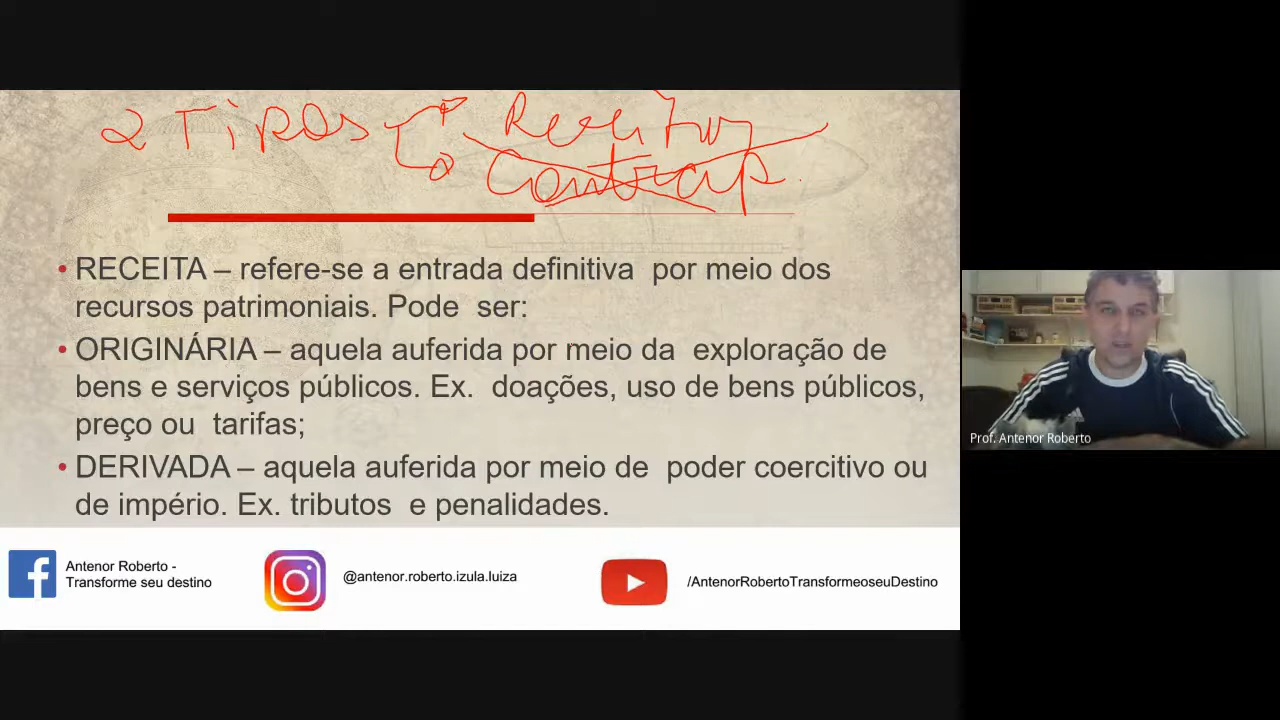 2 TIPOS
RECEITA – refere-se a entrada definitiva por meio dos
recursos patrimoniais. Pode ser:
ORIGINÁRIA – aquela auferida por meio da exploração de
bens e serviços públicos. Ex. doações, uso de bens públicos,
preço ou tarifas;
DERIVADA – aquela auferida por meio de poder coercitivo ou
de império. Ex. tributos e penalidades.
Antenor Roberto -
Transforme seu destino
@antenor.roberto.izula.luiza
/AntenorRobertoTransformeoseuDestino
Prof. Antenor Roberto